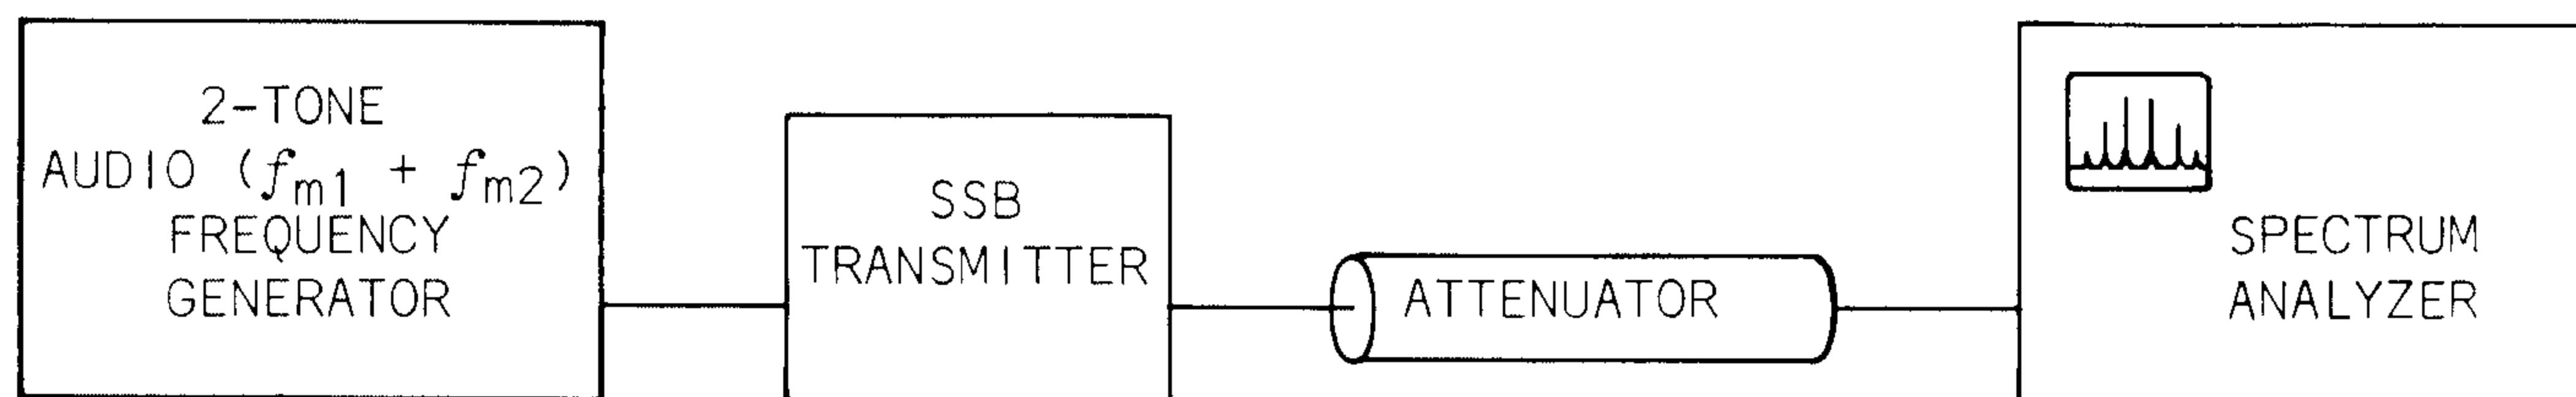 2-TONE
AUDIO (fm1 + fm2)
FREQUENCY
GENERATOR
SSB
TRANSMITTER
ATTENUATOR
SPECTRUM
ANALYZER